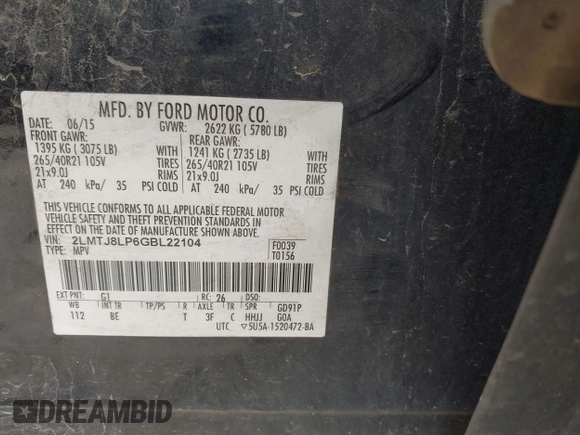 MFD. BY FORD MOTOR CO.
DATE: 06/15 GVWR: 2622 KG ( 5780 LB)
FRONT GAWR: REAR GAWR:
1395 KG ( 3075 LB) WITH 1241 KG ( 2735 LB) WITH
265/40R21 105V TIRES 265/40R21 105V TIRES
21x9.0J RIMS 21x9.0J RIMS
AT 240 kPa/ 35 PSI COLD AT 240 kPa/ 35 PSI COLD
THIS VEHICLE CONFORMS TO ALL APPLICABLE FEDERAL MOTOR
VEHICLE SAFETY AND THEFT PREVENTION STANDARDS IN
EFFECT ON THE DATE OF MANUFACTURE SHOWN ABOVE.
VIN: 2LMTJ8LP6GBL22104 F0039
TYPE: MPV T0156
EXT PNT: G1 RC: 26 DSO:
WB INT TR TP/PS R AXLE TR SPR GD91P
112 BE T 3F C HHJJ G0A
UTC ▽5U5A-1520472-BA
DREAMBID